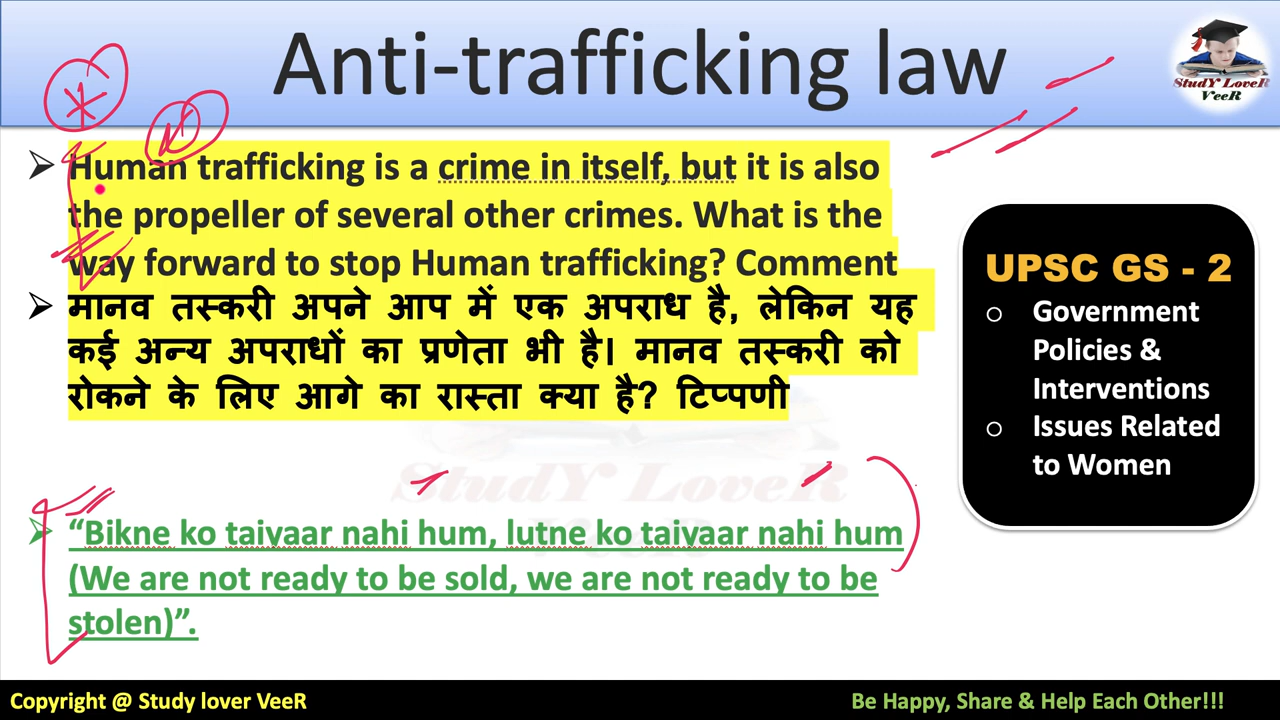 Anti-trafficking law
StudY LoveR
VeeR
➢ Human trafficking is a crime in itself, but it is also
the propeller of several other crimes. What is the
way forward to stop Human trafficking? Comment
➢ मानव तस्करी अपने आप में एक अपराध है, लेकिन यह
कई अन्य अपराधों का प्रणेता भी है। मानव तस्करी को
रोकने के लिए आगे का रास्ता क्या है? टिप्पणी
StudY LoveR
VeeR
➢ “Bikne ko taiyaar nahi hum, lutne ko taiyaar nahi hum
(We are not ready to be sold, we are not ready to be
stolen)”.
UPSC GS - 2
○ Government
Policies &
Interventions
○ Issues Related
to Women
Copyright @ Study lover VeeR
Be Happy, Share & Help Each Other!!!